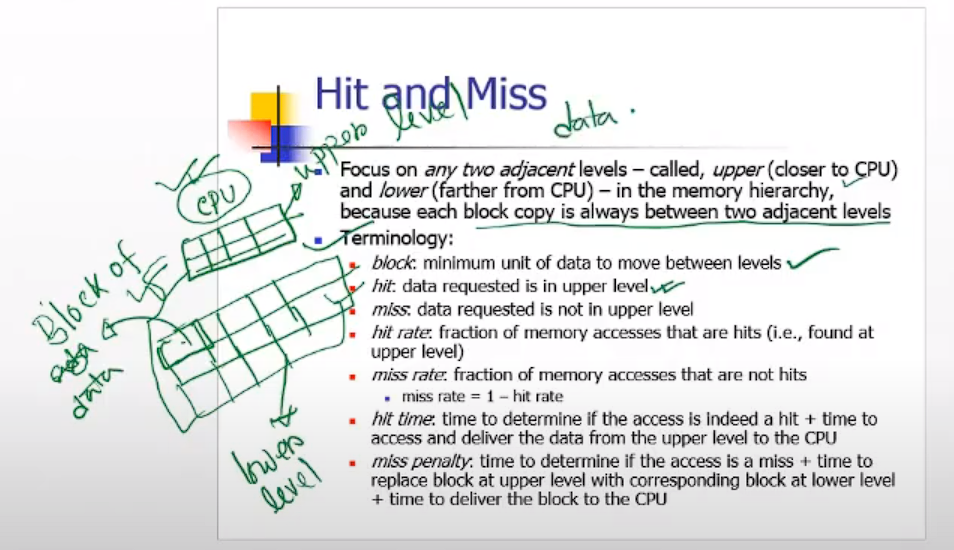 Hit and Miss
upper level
data.
Focus on any two adjacent levels – called, upper (closer to CPU)
and lower (farther from CPU) – in the memory hierarchy,
because each block copy is always between two adjacent levels
Terminology:
block: minimum unit of data to move between levels
hit: data requested is in upper level
miss: data requested is not in upper level
hit rate: fraction of memory accesses that are hits (i.e., found at
upper level)
miss rate: fraction of memory accesses that are not hits
miss rate = 1 – hit rate
hit time: time to determine if the access is indeed a hit + time to
access and deliver the data from the upper level to the CPU
miss penalty: time to determine if the access is a miss + time to
replace block at upper level with corresponding block at lower level
+ time to deliver the block to the CPU
CPU
Block of
data
lower
level